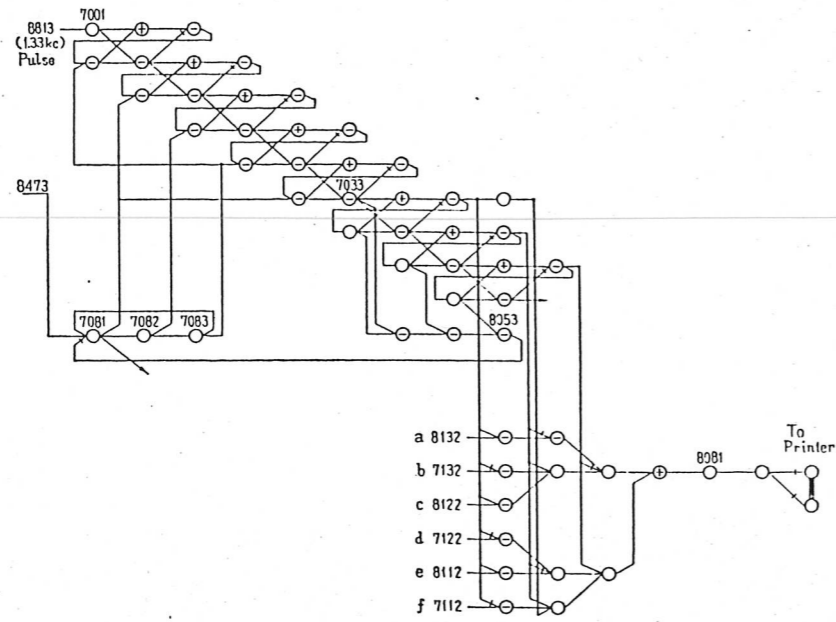 7001
8813
(1.33kc)
Pulse
8473
7033
7081 7082 7083
8053
a 8132
b 7132
c 8122
d 7122
e 8112
f 7112
8081
To
Printer